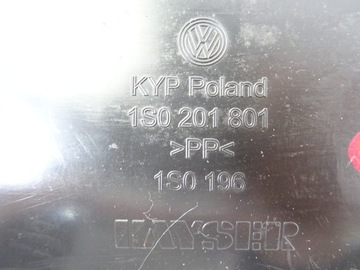 KYP Poland
1S0 201 801
>PP<
1S0 196
KAYSER